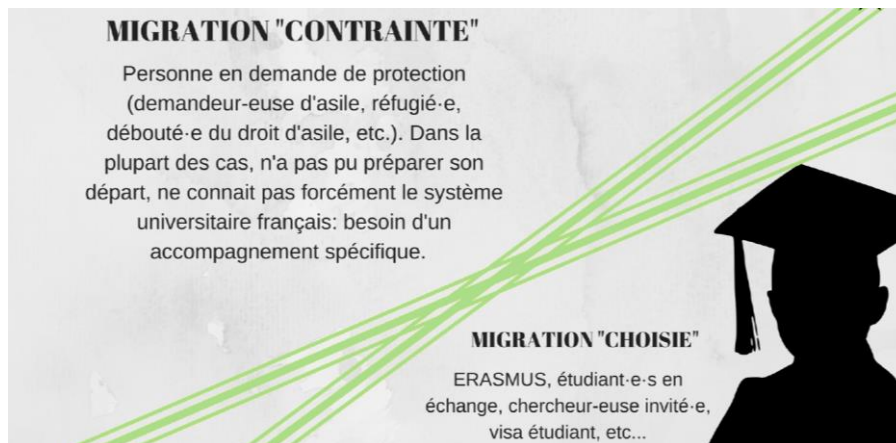 MIGRATION "CONTRAINTE"
Personne en demande de protection
(demandeur-euse d'asile, réfugié·e,
débouté·e du droit d'asile, etc.). Dans la
plupart des cas, n'a pas pu préparer son
départ, ne connait pas forcément le système
universitaire français: besoin d'un
accompagnement spécifique.
MIGRATION "CHOISIE"
ERASMUS, étudiant·e·s en
échange, chercheur-euse invité·e,
visa étudiant, etc...